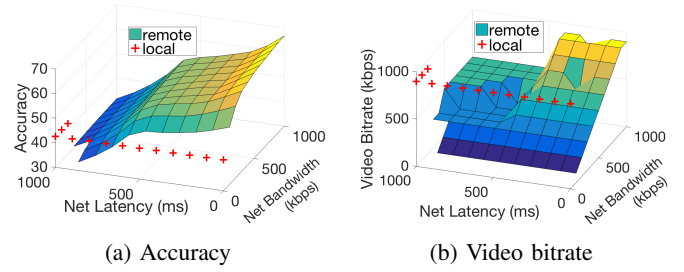 remote
local
Accuracy
70
60
50
40
30
1000
500
0
Net Latency (ms)
0
500
1000
Net Bandwidth
(kbps)
(a) Accuracy
remote
local
Video Bitrate (kbps)
1000
500
0
1000
500
0
Net Latency (ms)
0
500
1000
Net Bandwidth
(kbps)
(b) Video bitrate